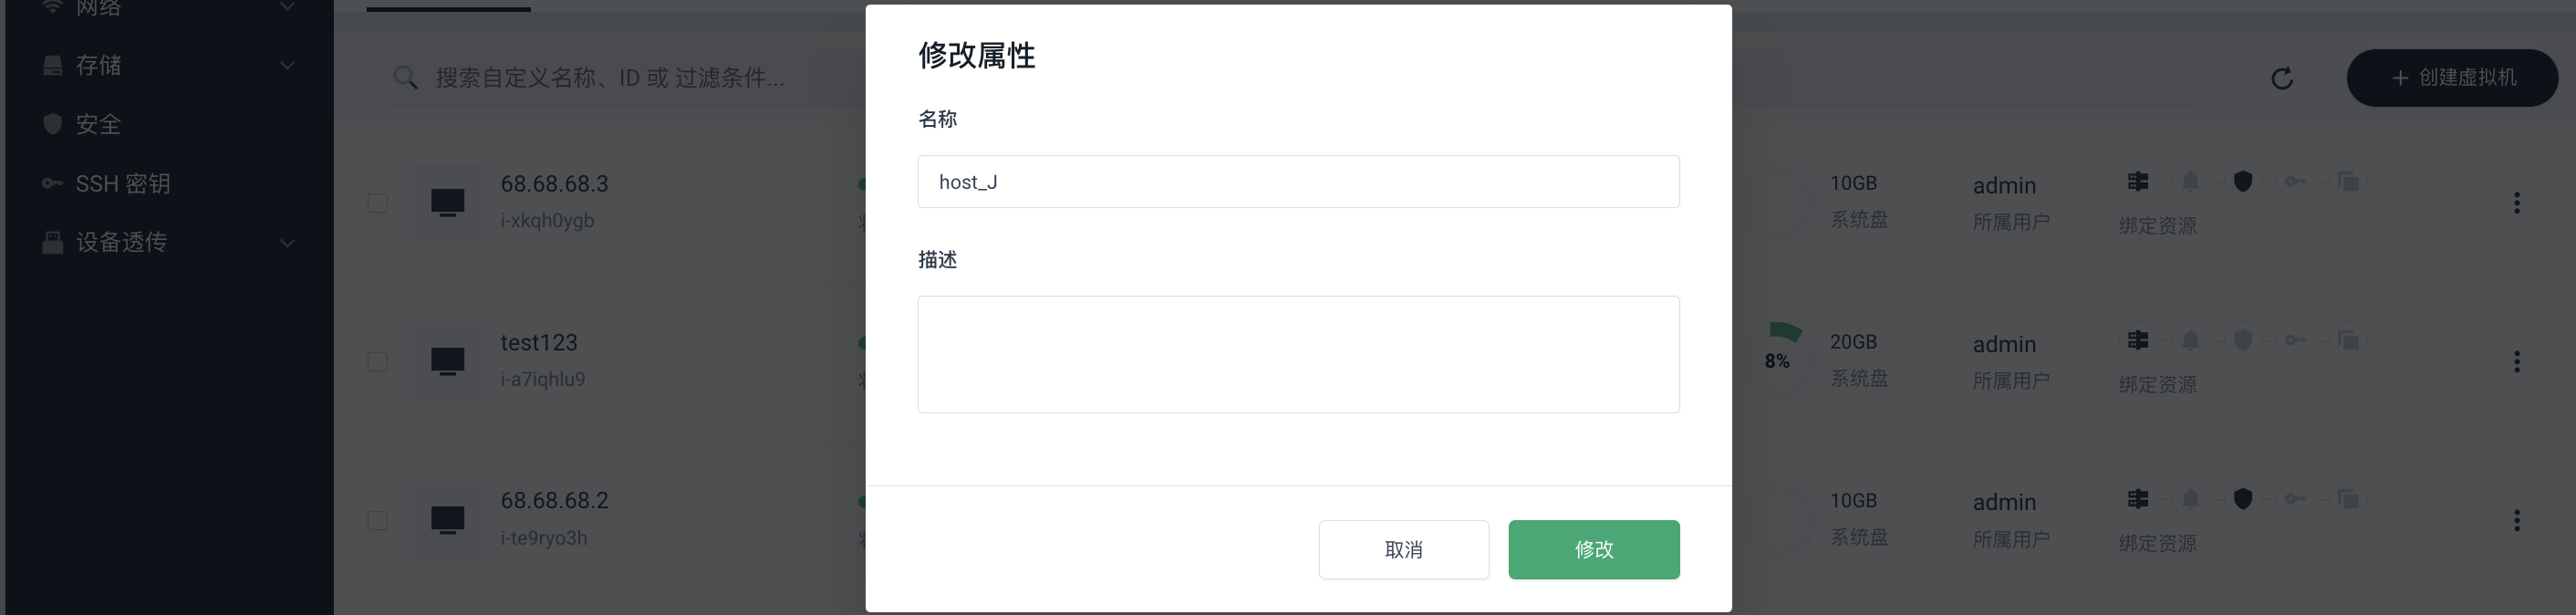 网络
存储
安全
SSH 密钥
设备透传
搜索自定义名称、ID 或 过滤条件...
创建虚拟机
68.68.68.3
i-xkqh0ygb
10GB
系统盘
admin
所属用户
绑定资源
test123
i-a7iqhlu9
8%
20GB
系统盘
admin
所属用户
绑定资源
68.68.68.2
i-te9ryo3h
10GB
系统盘
admin
所属用户
绑定资源
修改属性
名称
host_J
描述
取消
修改